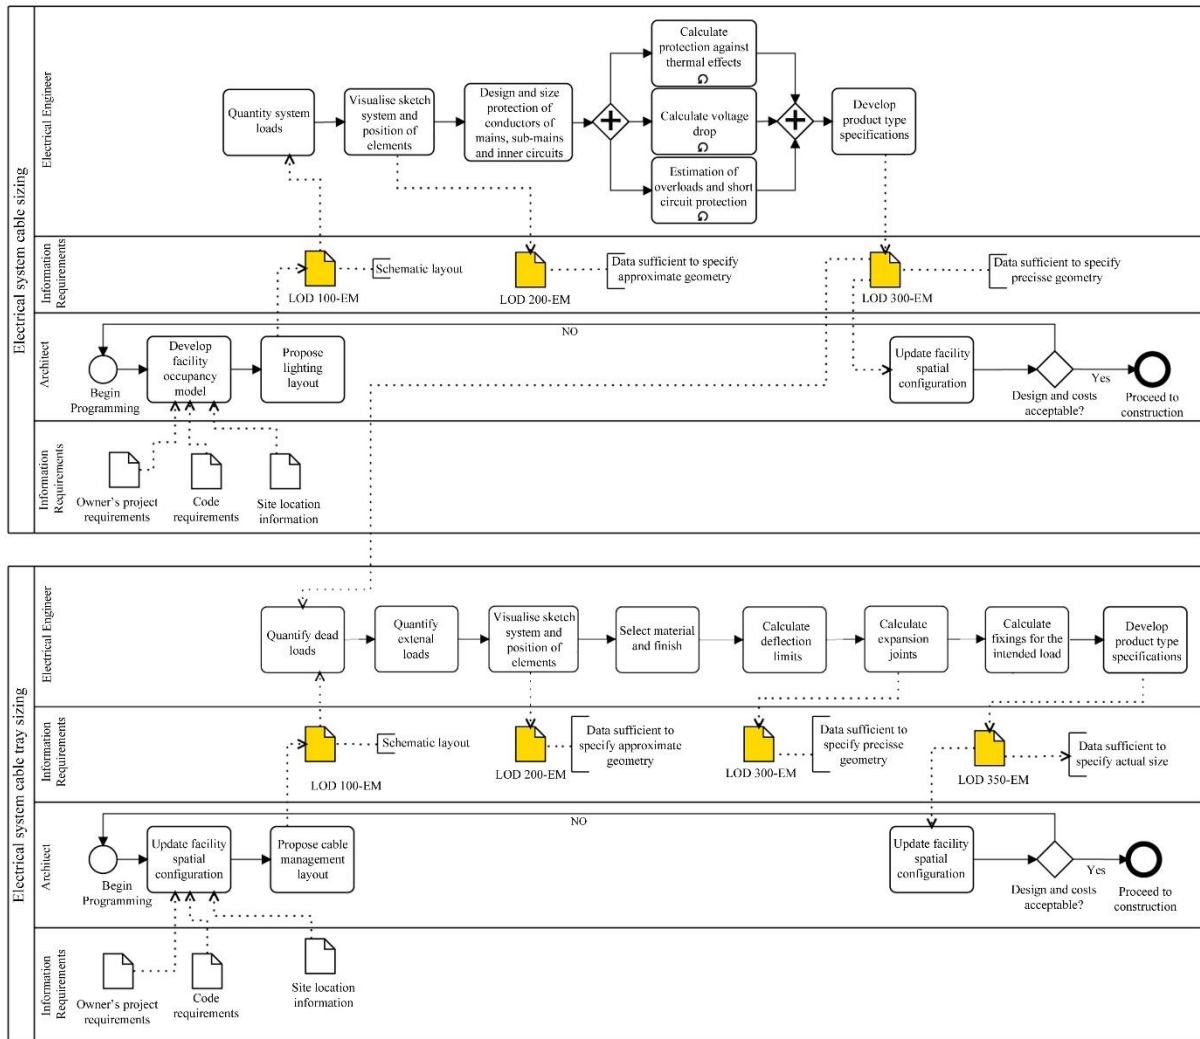 Electrical system cable sizing
Electrical Engineer
Quantity system
loads
Visualise sketch
system and
position of
elements
Design and size
protection of
conductors of
mains, sub-mains
and inner circuits
Calculate
protection against
thermal effects
Calculate voltage
drop
Estimation of
overloads and short
circuit protection
Develop
product type
specifications
Information
Requirements
LOD 100-EM
Schematic layout
LOD 200-EM
Data sufficient to specify
approximate geometry
LOD 300-EM
Data sufficient to specify
precisse geometry
Architect
NO
Begin
Programming
Develop
facility
occupancy
model
Propose
lighting
layout
Update facility
spatial
configuration
Design and costs
acceptable?
Yes
Proceed to
construction
Information
Requirements
Owner's project
requirements
Code
requirements
Site location
information
Electrical system cable tray sizing
Electrical Engineer
Quantify dead
loads
Quantify
extenal
loads
Visualise sketch
system and
position of
elements
Select material
and finish
Calculate
deflection
limits
Calculate
expansion
joints
Calculate
fixings for the
intended load
Develop
product type
specifications
Information
Requirements
LOD 100-EM
Schematic layout
LOD 200-EM
Data sufficient to
specify approximate
geometry
LOD 300-EM
Data sufficient to
specify precisse
geometry
LOD 350-EM
Data sufficient to
specify actual size
Architect
NO
Begin
Programming
Update facility
spatial
configuration
Propose cable
management
layout
Update facility
spatial
configuration
Design and costs
acceptable?
Yes
Proceed to
construction
Information
Requirements
Owner's project
requirements
Code
requirements
Site location
information